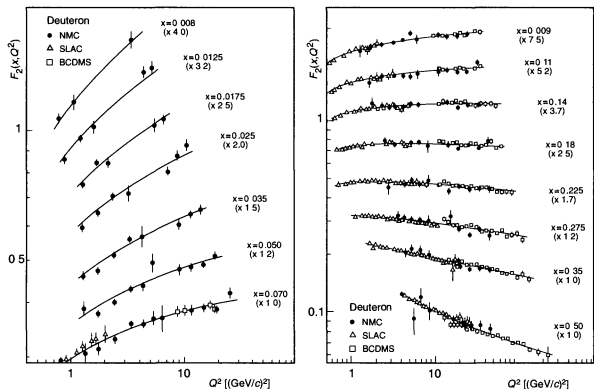 Deuteron
NMC
SLAC
BCDMS
F2(x,Q²)
x=0 008
(x 4 0)
x=0 0125
(x 3 2)
x=0.0175
(x 2 5)
x=0.025
(x 2.0)
x=0 035
(x 1 5)
x=0.050
(x 1 2)
x=0.070
(x 1 0)
1
0 5
1
10
Q² [(GeV/c)²]
F2(x,Q²)
x=0 009
(x 7 5)
x=0 11
(x 5 2)
x=0.14
(x 3.7)
x=0 18
(x 2 5)
x=0.225
(x 1.7)
x=0.275
(x 1 2)
x=0 35
(x 1 0)
x=0 50
(x 1 0)
Deuteron
NMC
SLAC
BCDMS
2
1
0.1
1
10
100
Q² [(GeV/c)²]